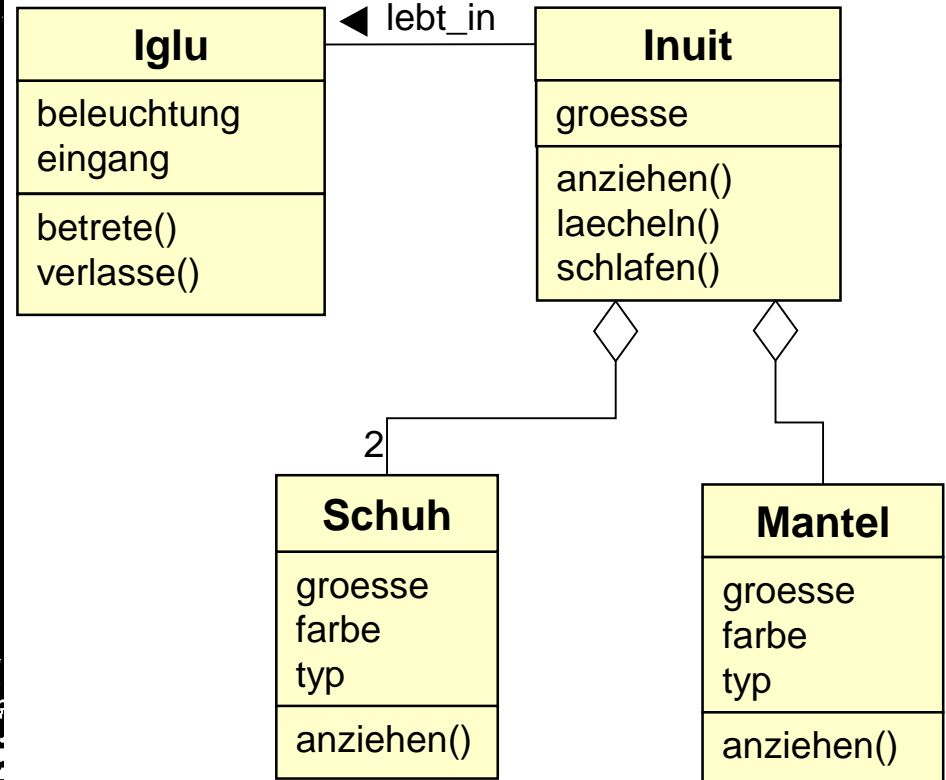 ◀ lebt_in
Iglu
beleuchtung
eingang
betrete()
verlasse()
Inuit
groesse
anziehen()
laecheln()
schlafen()
2
Schuh
groesse
farbe
typ
anziehen()
Mantel
groesse
farbe
typ
anziehen()